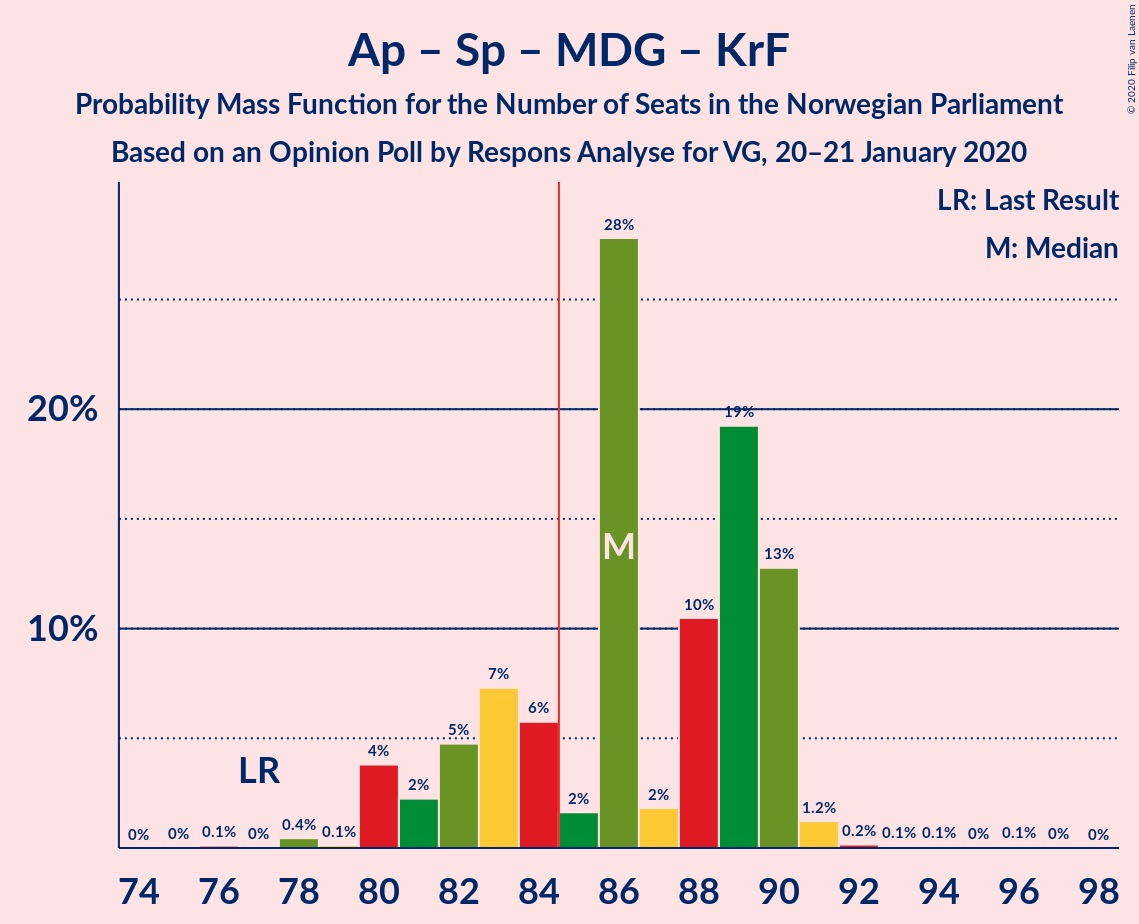 Ap – Sp – MDG – KrF
Probability Mass Function for the Number of Seats in the Norwegian Parliament
Based on an Opinion Poll by Respons Analyse for VG, 20–21 January 2020
© 2020 Filip van Laenen
LR: Last Result
M: Median
20%
10%
0% 0% 0.1% 0% 0.4% 0.1% 4% 2% 5% 7% 6% 2% 28% 2% 10% 19% 13% 1.2% 0.2% 0.1% 0.1% 0% 0.1% 0% 0%
LR
M
74 76 78 80 82 84 86 88 90 92 94 96 98